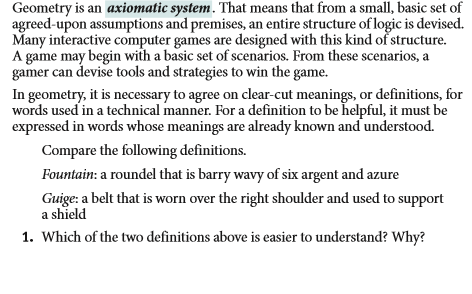 Geometry is an axiomatic system. That means that from a small, basic set of
agreed-upon assumptions and premises, an entire structure of logic is devised.
Many interactive computer games are designed with this kind of structure.
A game may begin with a basic set of scenarios. From these scenarios, a
gamer can devise tools and strategies to win the game.
In geometry, it is necessary to agree on clear-cut meanings, or definitions, for
words used in a technical manner. For a definition to be helpful, it must be
expressed in words whose meanings are already known and understood.
Compare the following definitions.
Fountain: a roundel that is barry wavy of six argent and azure
Guige: a belt that is worn over the right shoulder and used to support
a shield
1. Which of the two definitions above is easier to understand? Why?